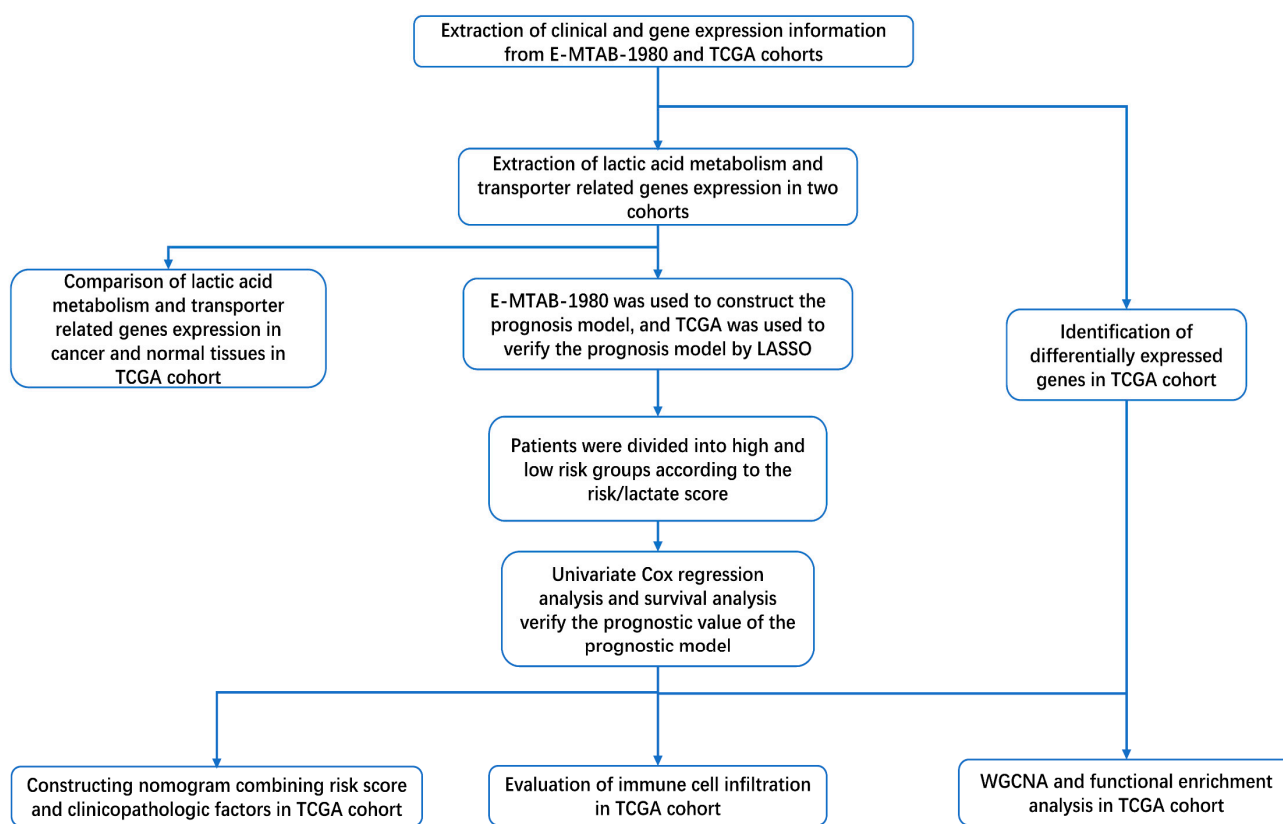 Extraction of clinical and gene expression information
from E-MTAB-1980 and TCGA cohorts
Extraction of lactic acid metabolism and
transporter related genes expression in two
cohorts
Comparison of lactic acid
metabolism and transporter
related genes expression in
cancer and normal tissues in
TCGA cohort
E-MTAB-1980 was used to construct the
prognosis model, and TCGA was used to
verify the prognosis model by LASSO
Identification of
differentially expressed
genes in TCGA cohort
Patients were divided into high and
low risk groups according to the
risk/lactate score
Univariate Cox regression
analysis and survival analysis
verify the prognostic value of the
prognostic model
Constructing nomogram combining risk score
and clinicopathologic factors in TCGA cohort
Evaluation of immune cell infiltration
in TCGA cohort
WGCNA and functional enrichment
analysis in TCGA cohort